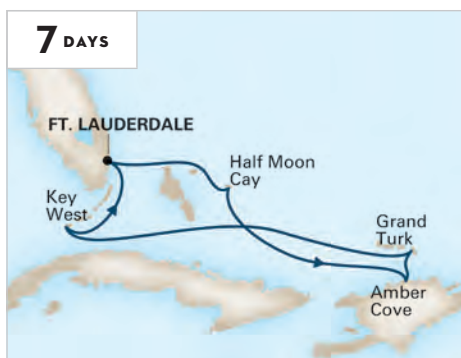 7 DAYS
FT. LAUDERDALE
Half Moon
Cay
Key
West
Grand
Turk
Amber
Cove